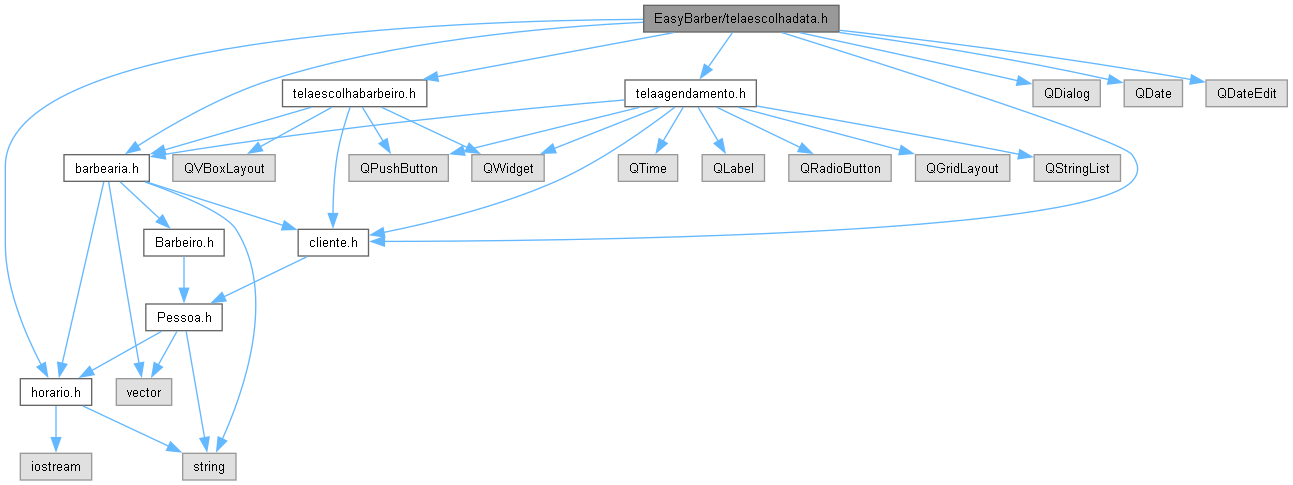 EasyBarber/telaescolhadata.h
telaescolhabarbeiro.h
telaagendamento.h
QDialog
QDate
QDateEdit
barbearia.h
QVBoxLayout
QPushButton
QWidget
QTime
QLabel
QRadioButton
QGridLayout
QStringList
Barbeiro.h
cliente.h
Pessoa.h
horario.h
vector
iostream
string